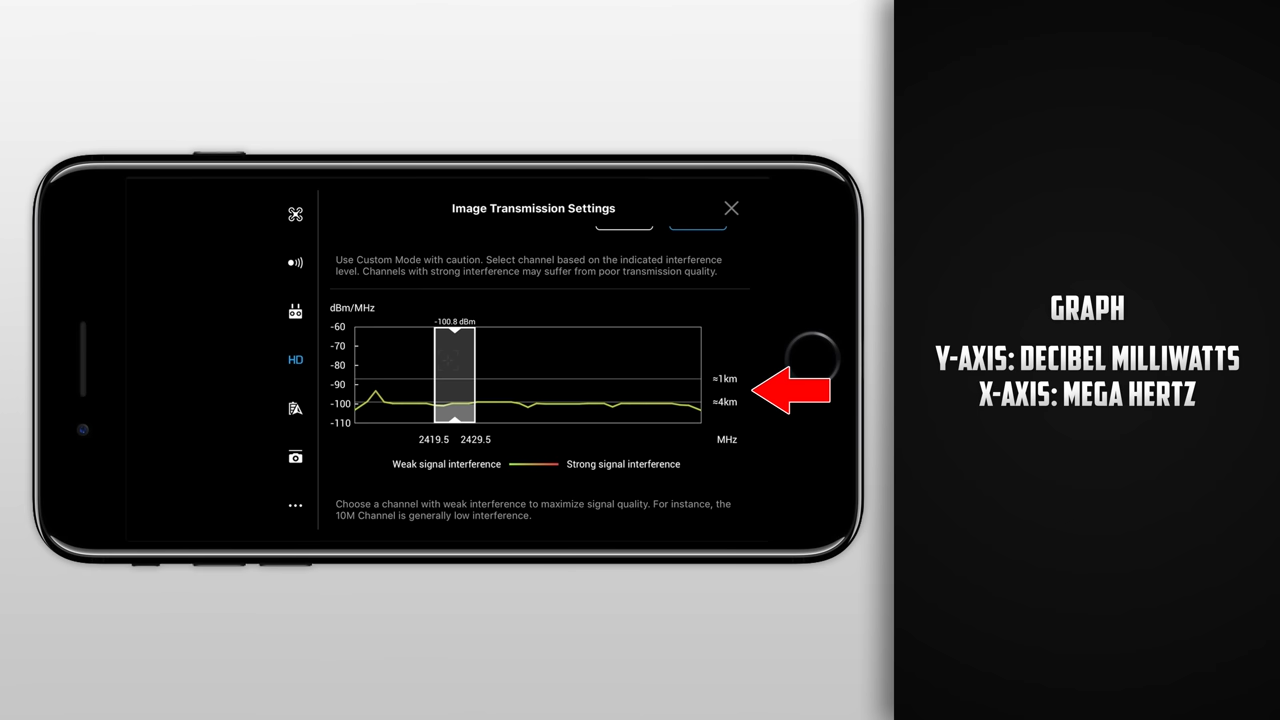 Image Transmission Settings
Use Custom Mode with caution. Select channel based on the indicated interference
level. Channels with strong interference may suffer from poor transmission quality.
dBm/MHz
-100.8 dBm
-60
-70
-80
≈1km
-90
-100
≈4km
-110
2419.5 2429.5 MHz
Weak signal interference Strong signal interference
Choose a channel with weak interference to maximize signal quality. For instance, the
10M Channel is generally low interference.
HD
GRAPH
Y-AXIS: DECIBEL MILLIWATTS
X-AXIS: MEGA HERTZ